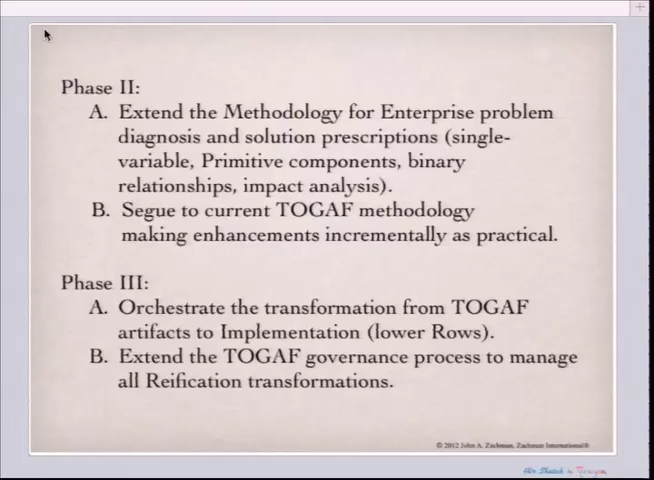 Phase II:
A. Extend the Methodology for Enterprise problem
diagnosis and solution prescriptions (single-
variable, Primitive components, binary
relationships, impact analysis).
B. Segue to current TOGAF methodology
making enhancements incrementally as practical.
Phase III:
A. Orchestrate the transformation from TOGAF
artifacts to Implementation (lower Rows).
B. Extend the TOGAF governance process to manage
all Reification transformations.
© 2012 John A. Zachman, Zachman International®